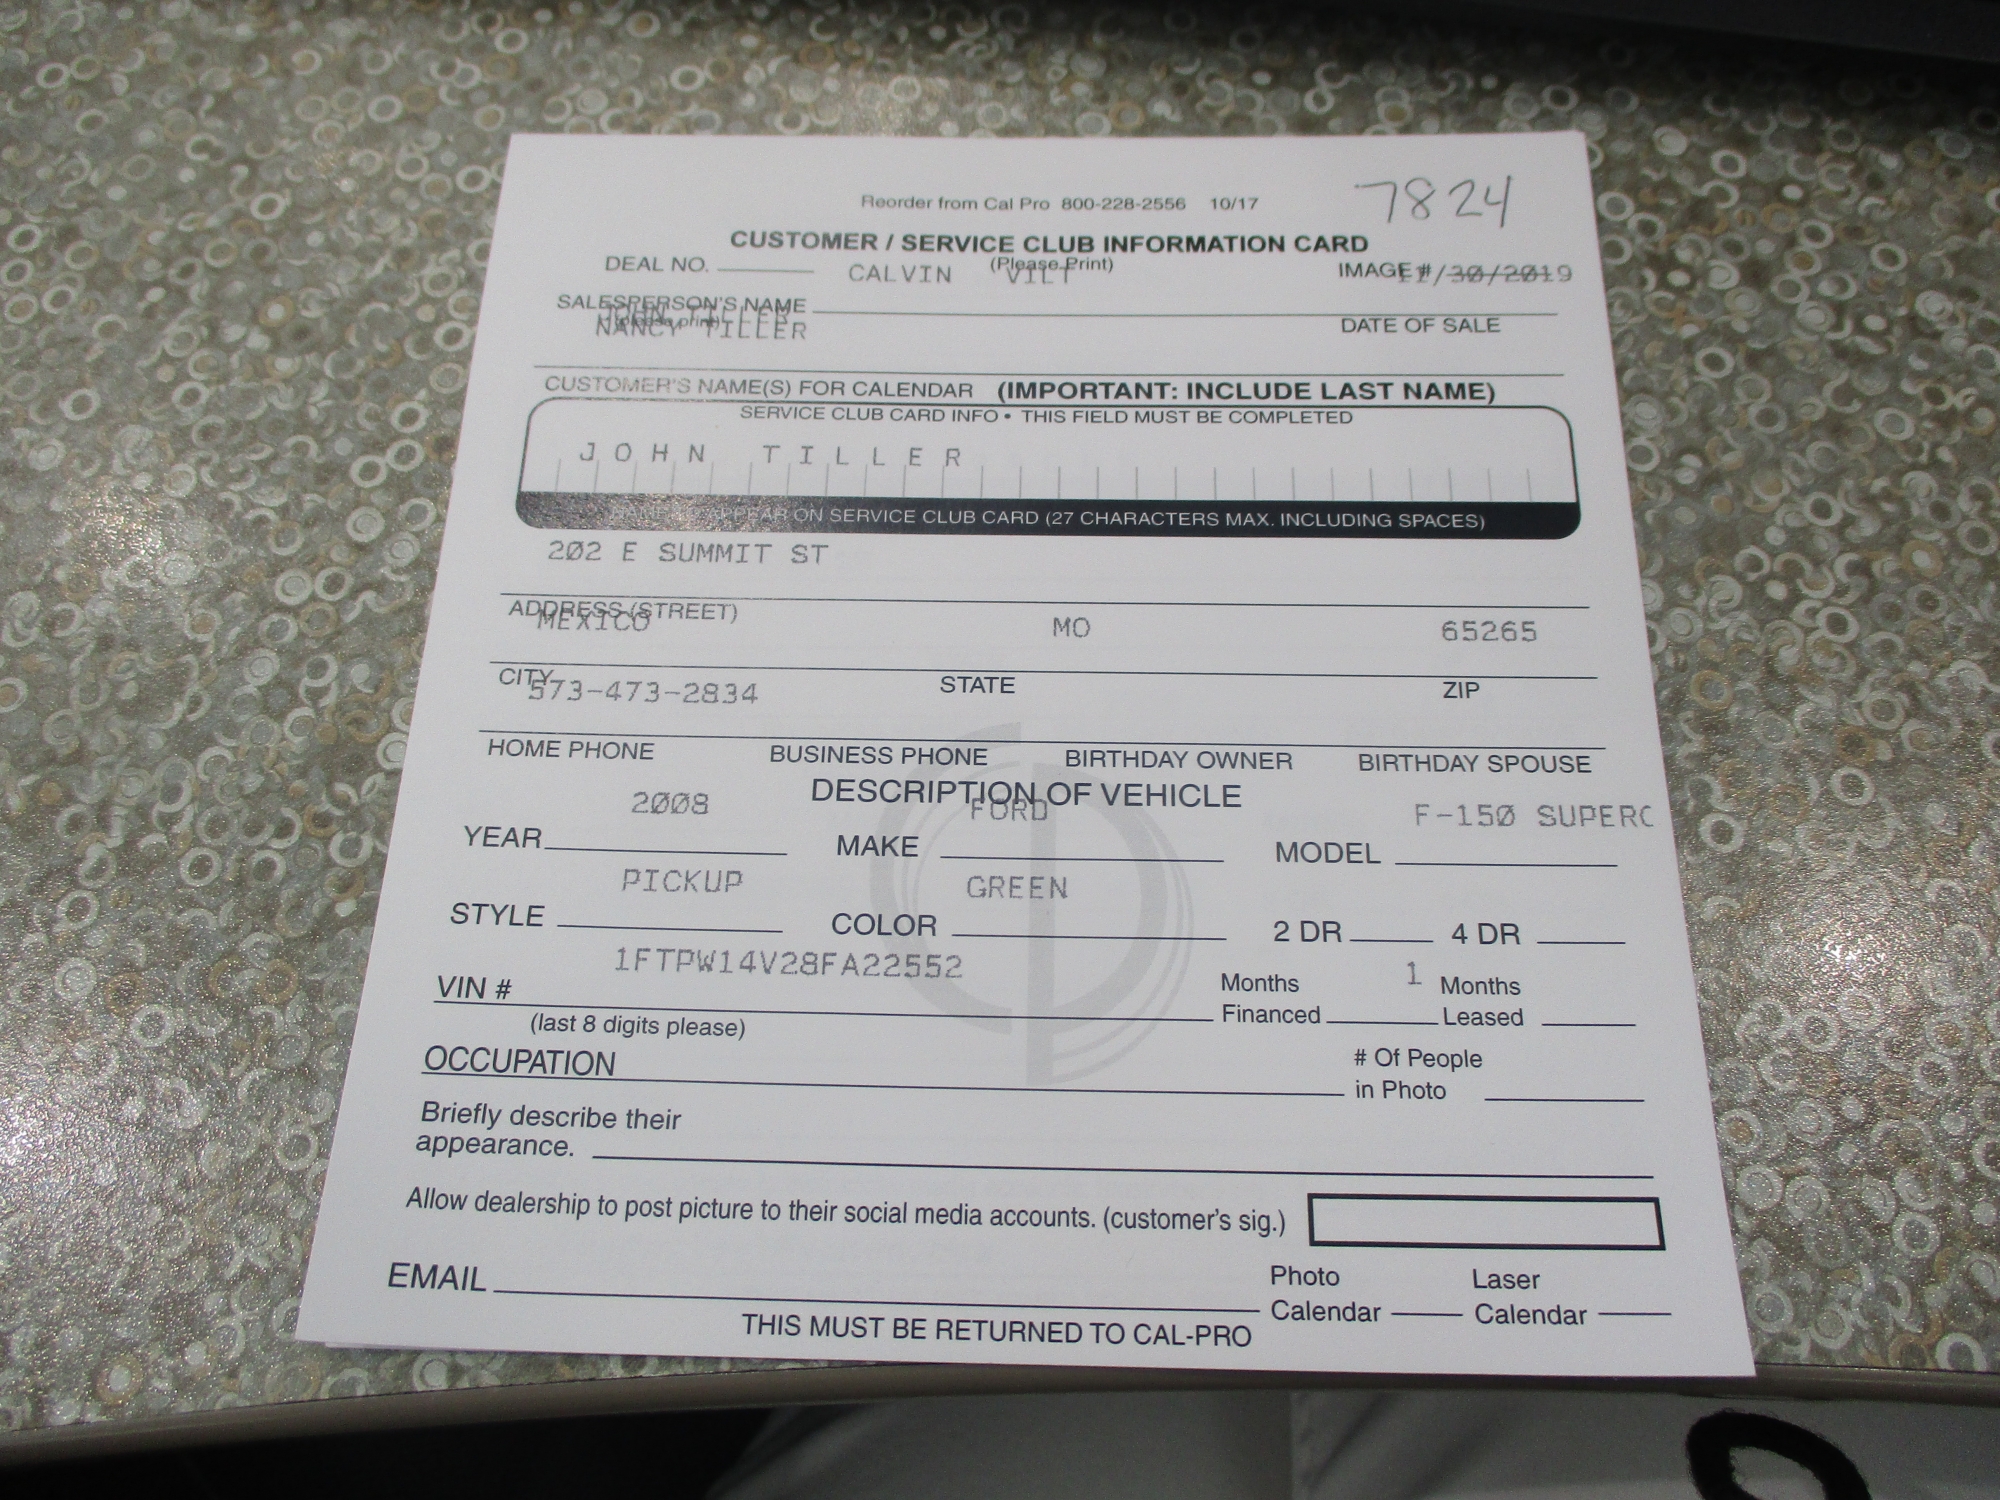 7824
Reorder from Cal Pro 800-228-2556 10/17
CUSTOMER / SERVICE CLUB INFORMATION CARD
(Please Print)
DEAL NO. CALVIN VILT IMAGE # 11/30/2019
SALESPERSON'S NAME
(please print)
JOHN TILLER
NANCY TILLER
DATE OF SALE
CUSTOMER'S NAME(S) FOR CALENDAR (IMPORTANT: INCLUDE LAST NAME)
SERVICE CLUB CARD INFO • THIS FIELD MUST BE COMPLETED
JOHN TILLER
NAME TO APPEAR ON SERVICE CLUB CARD (27 CHARACTERS MAX. INCLUDING SPACES)
202 E SUMMIT ST
ADDRESS (STREET)
MEXICO MO 65265
CITY STATE ZIP
573-473-2834
HOME PHONE BUSINESS PHONE BIRTHDAY OWNER BIRTHDAY SPOUSE
DESCRIPTION OF VEHICLE
2008 FORD F-150 SUPERC
YEAR MAKE MODEL
PICKUP GREEN
STYLE COLOR 2 DR 4 DR
1FTPW14V28FA22552
VIN # Months Financed 1 Months Leased
(last 8 digits please)
OCCUPATION # Of People in Photo
Briefly describe their
appearance.
Allow dealership to post picture to their social media accounts. (customer's sig.)
EMAIL Photo Calendar Laser Calendar
THIS MUST BE RETURNED TO CAL-PRO